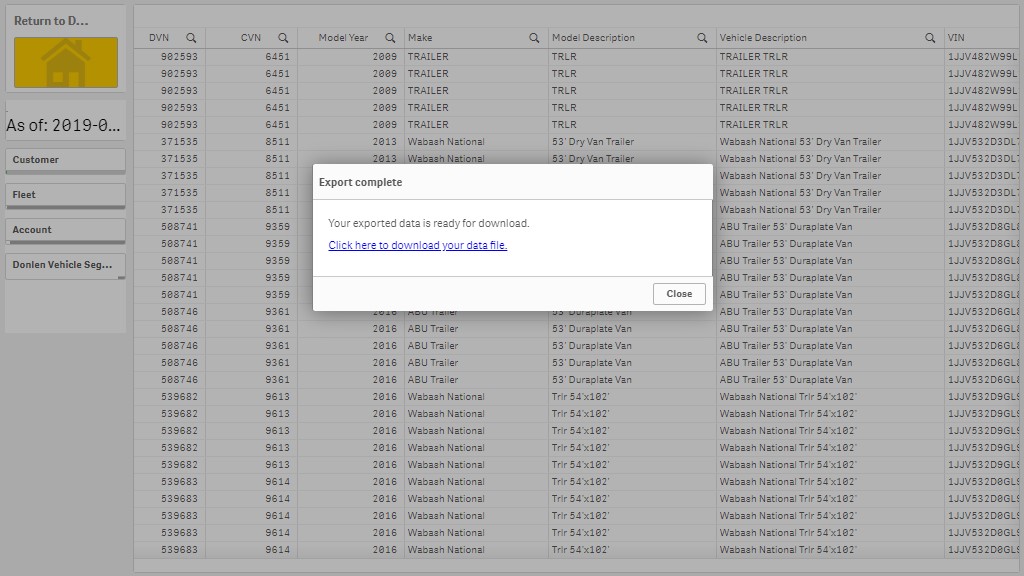 Return to D...
As of: 2019-0...
Customer
Fleet
Account
Donlen Vehicle Seg...
DVN CVN Model Year Make Model Description Vehicle Description VIN
902593 6451 2009 TRAILER TRLR TRAILER TRLR 1JJV482W99L
902593 6451 2009 TRAILER TRLR TRAILER TRLR 1JJV482W99L
902593 6451 2009 TRAILER TRLR TRAILER TRLR 1JJV482W99L
902593 6451 2009 TRAILER TRLR TRAILER TRLR 1JJV482W99L
902593 6451 2009 TRAILER TRLR TRAILER TRLR 1JJV482W99L
371535 8511 2013 Wabash National 53' Dry Van Trailer Wabash National 53' Dry Van Trailer 1JJV532D3DL
371535 8511 2013 Wabash National 53' Dry Van Trailer Wabash National 53' Dry Van Trailer 1JJV532D3DL
371535 8511 Wabash National 53' Dry Van Trailer 1JJV532D3DL
371535 8511 Wabash National 53' Dry Van Trailer 1JJV532D3DL
371535 8511 Wabash National 53' Dry Van Trailer 1JJV532D3DL
508741 9359 ABU Trailer 53' Duraplate Van 1JJV532D8GL
508741 9359 ABU Trailer 53' Duraplate Van 1JJV532D8GL
508741 9359 ABU Trailer 53' Duraplate Van 1JJV532D8GL
508741 9359 ABU Trailer 53' Duraplate Van 1JJV532D8GL
508741 9359 ABU Trailer 53' Duraplate Van 1JJV532D8GL
508746 9361 2016 ABU Trailer 53' Duraplate Van ABU Trailer 53' Duraplate Van 1JJV532D6GL
508746 9361 2016 ABU Trailer 53' Duraplate Van ABU Trailer 53' Duraplate Van 1JJV532D6GL
508746 9361 2016 ABU Trailer 53' Duraplate Van ABU Trailer 53' Duraplate Van 1JJV532D6GL
508746 9361 2016 ABU Trailer 53' Duraplate Van ABU Trailer 53' Duraplate Van 1JJV532D6GL
508746 9361 2016 ABU Trailer 53' Duraplate Van ABU Trailer 53' Duraplate Van 1JJV532D6GL
539682 9613 2016 Wabash National Trlr 54'x102' Wabash National Trlr 54'x102' 1JJV532D9GL
539682 9613 2016 Wabash National Trlr 54'x102' Wabash National Trlr 54'x102' 1JJV532D9GL
539682 9613 2016 Wabash National Trlr 54'x102' Wabash National Trlr 54'x102' 1JJV532D9GL
539682 9613 2016 Wabash National Trlr 54'x102' Wabash National Trlr 54'x102' 1JJV532D9GL
539682 9613 2016 Wabash National Trlr 54'x102' Wabash National Trlr 54'x102' 1JJV532D9GL
539683 9614 2016 Wabash National Trlr 54'x102' Wabash National Trlr 54'x102' 1JJV532D0GL
539683 9614 2016 Wabash National Trlr 54'x102' Wabash National Trlr 54'x102' 1JJV532D0GL
539683 9614 2016 Wabash National Trlr 54'x102' Wabash National Trlr 54'x102' 1JJV532D0GL
539683 9614 2016 Wabash National Trlr 54'x102' Wabash National Trlr 54'x102' 1JJV532D0GL
539683 9614 2016 Wabash National Trlr 54'x102' Wabash National Trlr 54'x102' 1JJV532D0GL
Export complete
Your exported data is ready for download.
Click here to download your data file.
Close